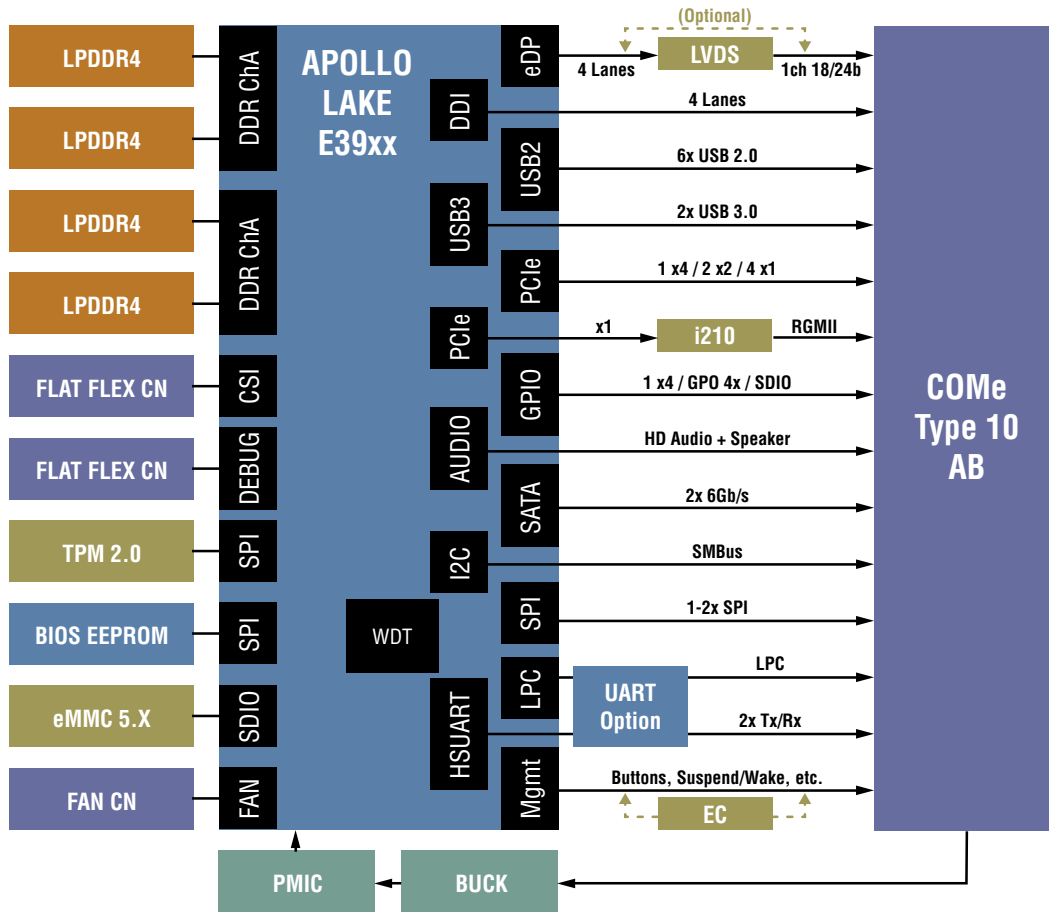 (Optional)
LPDDR4
LPDDR4
LPDDR4
LPDDR4
FLAT FLEX CN
FLAT FLEX CN
TPM 2.0
BIOS EEPROM
eMMC 5.X
FAN CN
DDR ChA
DDR ChA
CSI
DEBUG
SPI
SPI
SDIO
FAN
APOLLO
LAKE
E39xx
WDT
eDP
DDI
USB2
USB3
PCIe
PCIe
GPIO
AUDIO
SATA
I2C
SPI
LPC
HSUART
Mgmt
4 Lanes
LVDS
1ch 18/24b
4 Lanes
6x USB 2.0
2x USB 3.0
1 x4 / 2 x2 / 4 x1
x1
i210
RGMII
1 x4 / GPO 4x / SDIO
HD Audio + Speaker
2x 6Gb/s
SMBus
1-2x SPI
LPC
UART
Option
2x Tx/Rx
Buttons, Suspend/Wake, etc.
EC
COMe
Type 10
AB
PMIC
BUCK